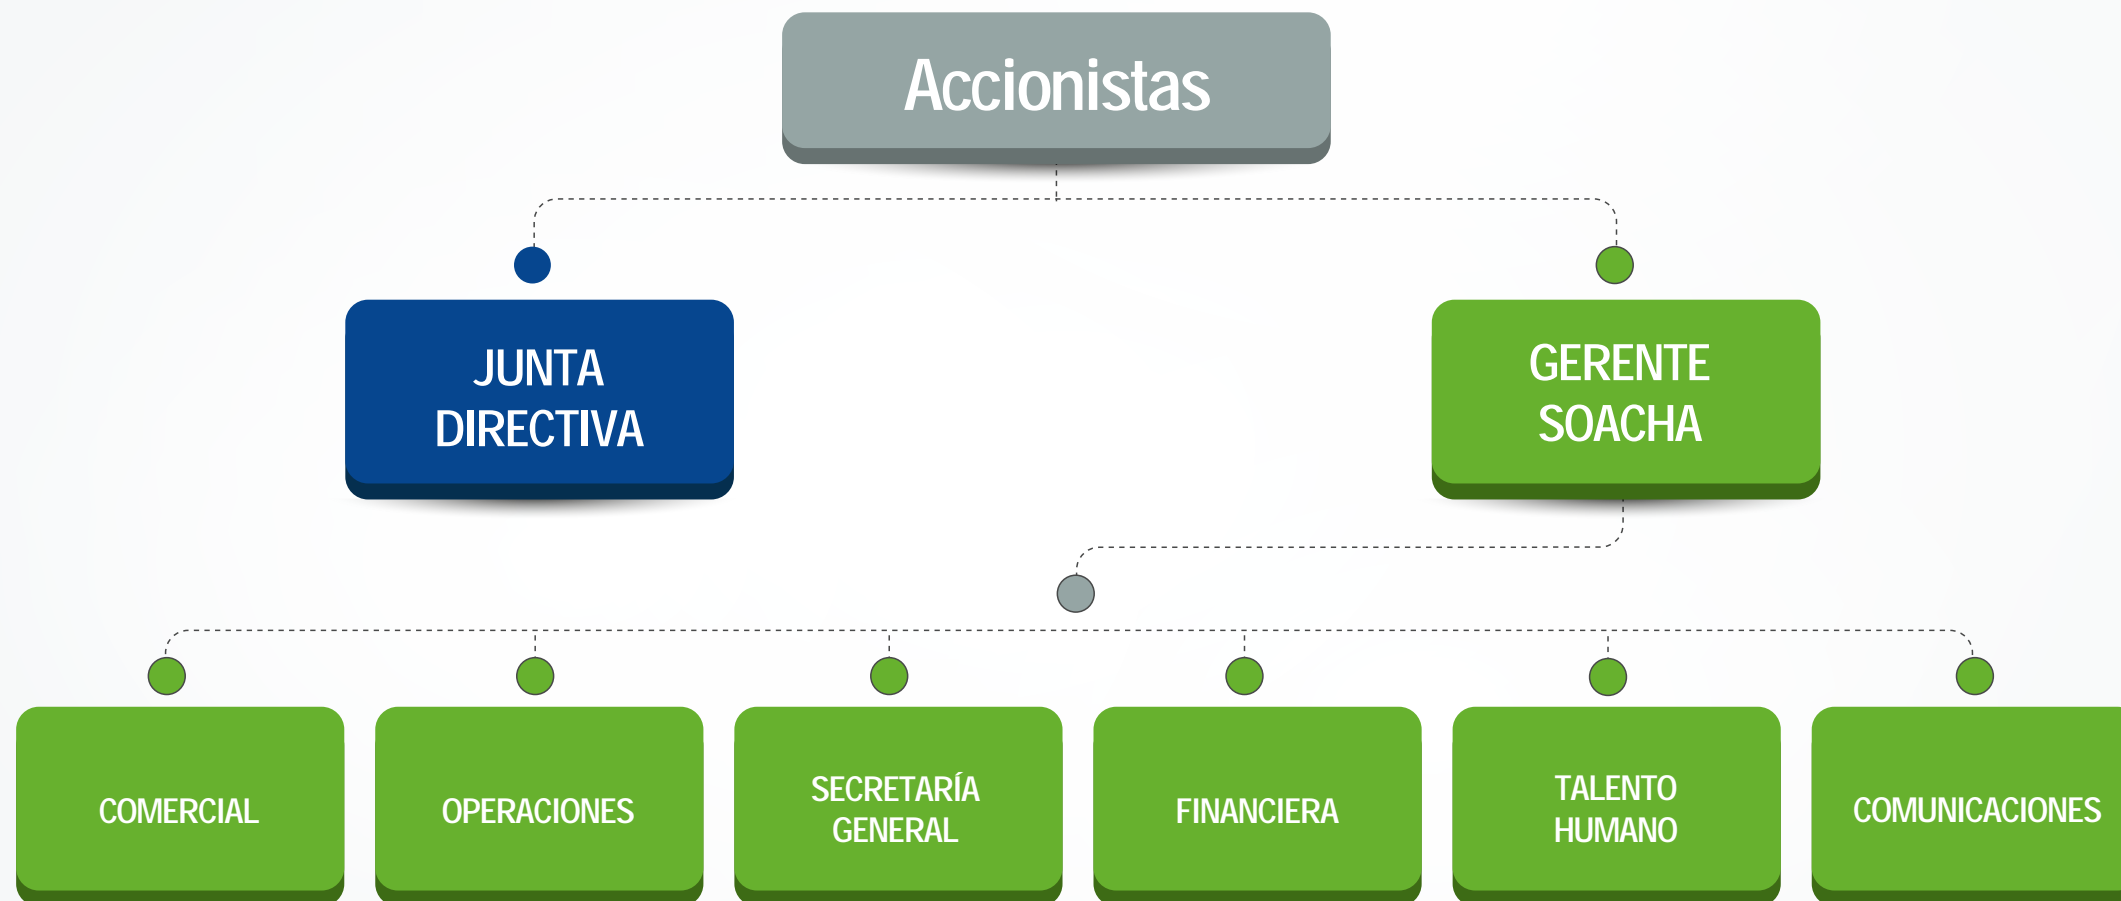 Accionistas
JUNTA
DIRECTIVA
GERENTE
SOACHA
COMERCIAL
OPERACIONES
SECRETARÍA
GENERAL
FINANCIERA
TALENTO
HUMANO
COMUNICACIONES